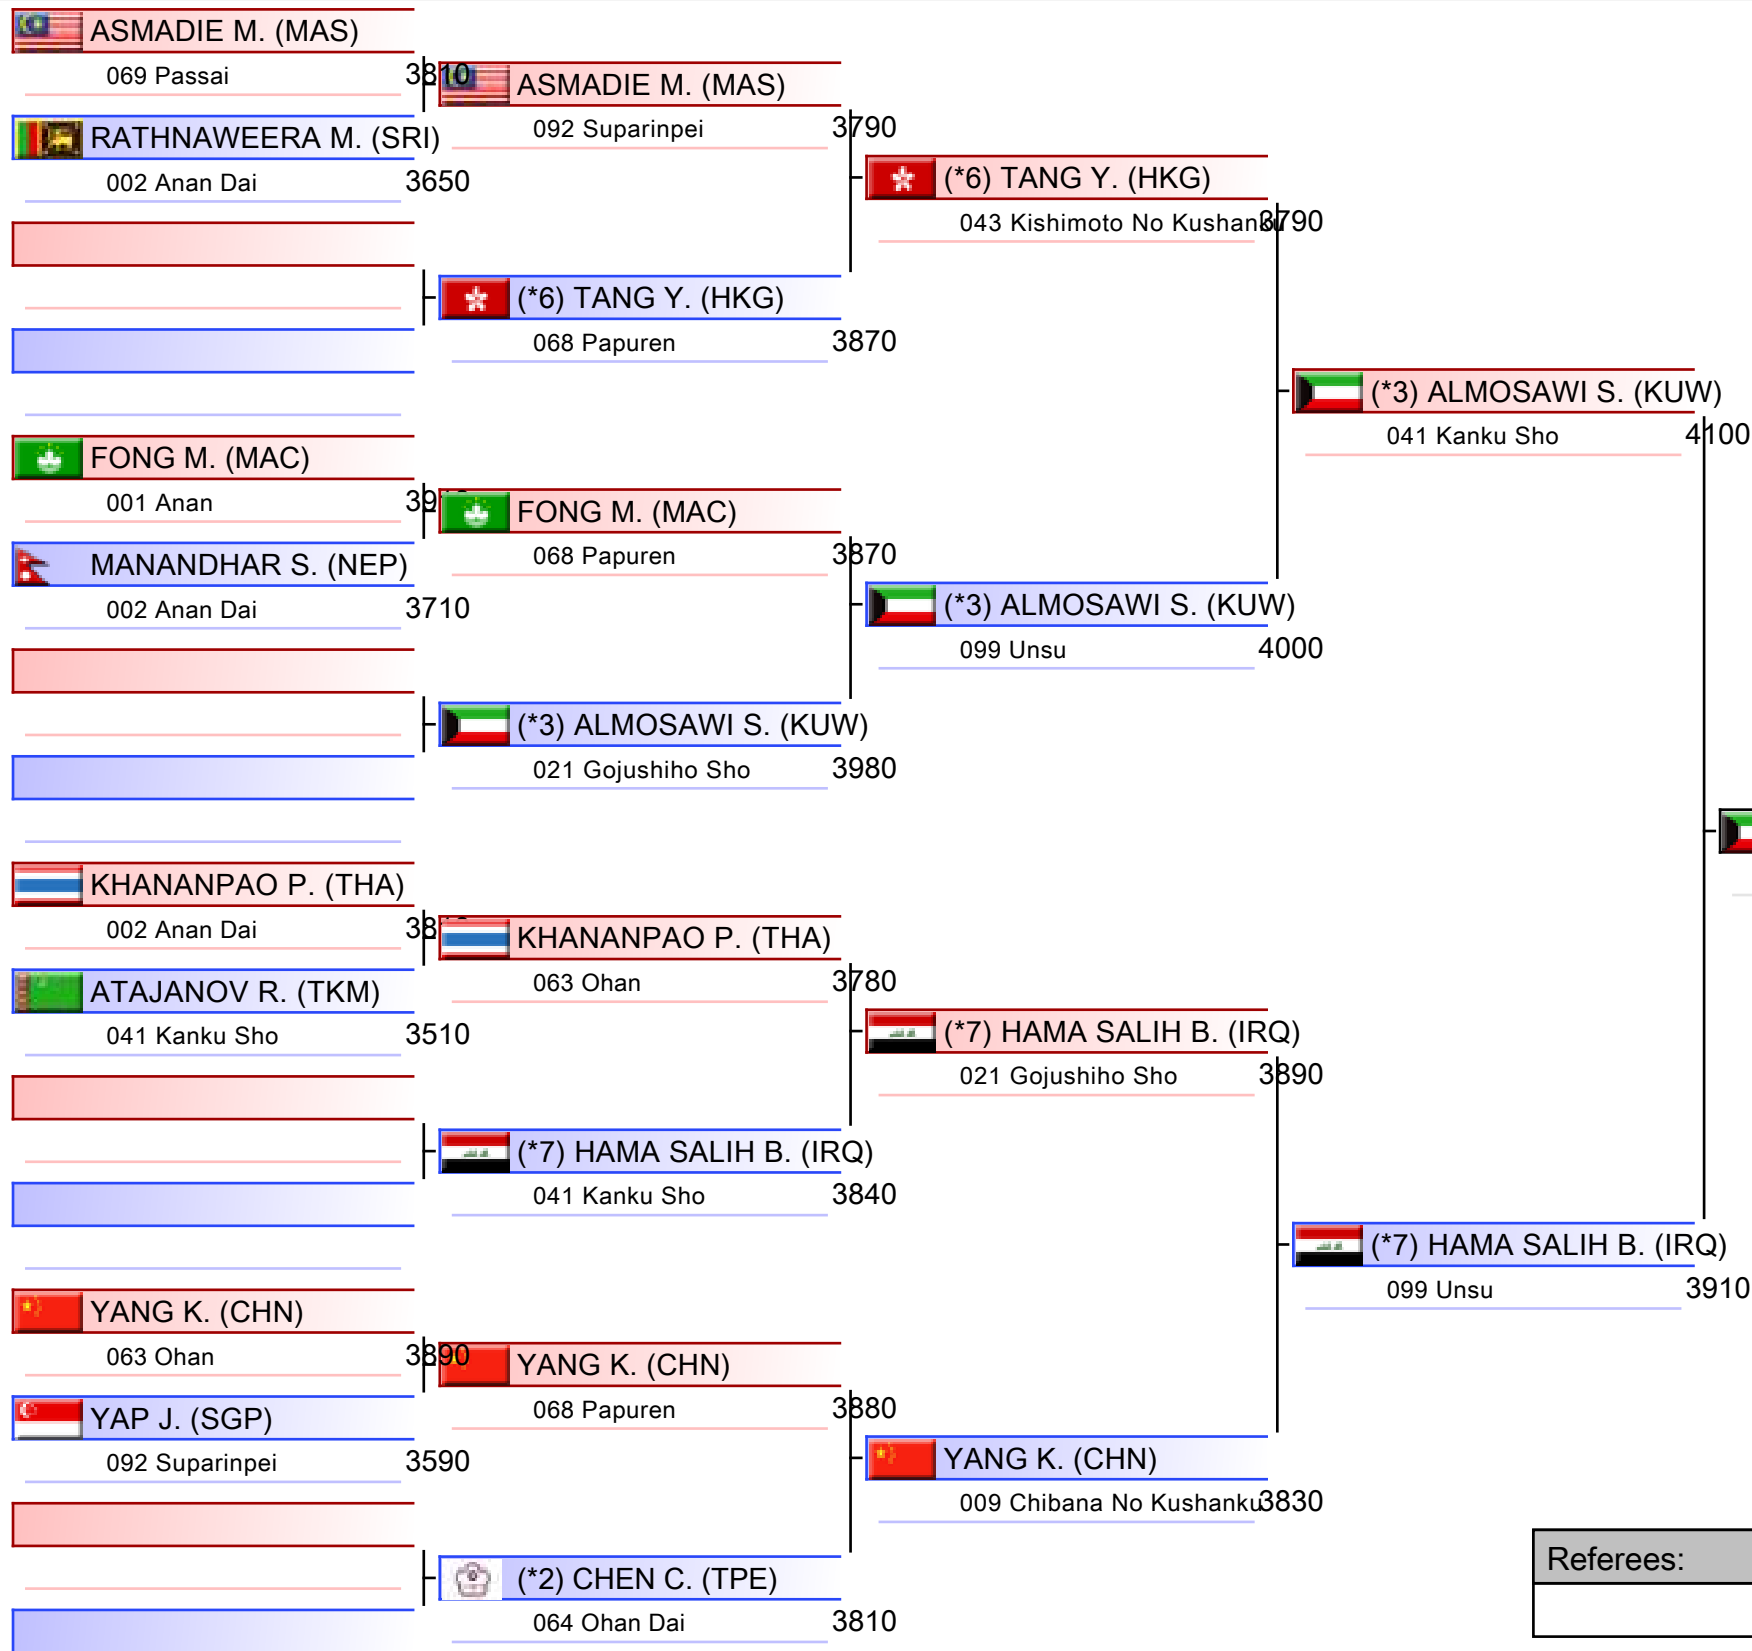 ASMADIE M. (MAS)
069 Passai 3810
RATHNAWEERA M. (SRI)
002 Anan Dai 3650
FONG M. (MAC)
001 Anan
MANANDHAR S. (NEP)
002 Anan Dai 3710
KHANANPAO P. (THA)
002 Anan Dai
ATAJANOV R. (TKM)
041 Kanku Sho 3510
YANG K. (CHN)
063 Ohan 3890
YAP J. (SGP)
092 Suparinpei 3590
ASMADIE M. (MAS)
092 Suparinpei 3790
(*6) TANG Y. (HKG)
068 Papuren 3870
FONG M. (MAC)
068 Papuren 3870
(*3) ALMOSAWI S. (KUW)
021 Gojushiho Sho 3980
KHANANPAO P. (THA)
063 Ohan 3780
(*7) HAMA SALIH B. (IRQ)
041 Kanku Sho 3840
YANG K. (CHN)
068 Papuren 3880
(*2) CHEN C. (TPE)
064 Ohan Dai 3810
(*6) TANG Y. (HKG)
043 Kishimoto No Kushanku 3790
(*3) ALMOSAWI S. (KUW)
099 Unsu 4000
(*7) HAMA SALIH B. (IRQ)
021 Gojushiho Sho 3890
YANG K. (CHN)
009 Chibana No Kushanku 3830
(*3) ALMOSAWI S. (KUW)
041 Kanku Sho 4100
(*7) HAMA SALIH B. (IRQ)
099 Unsu 3910
Referees: